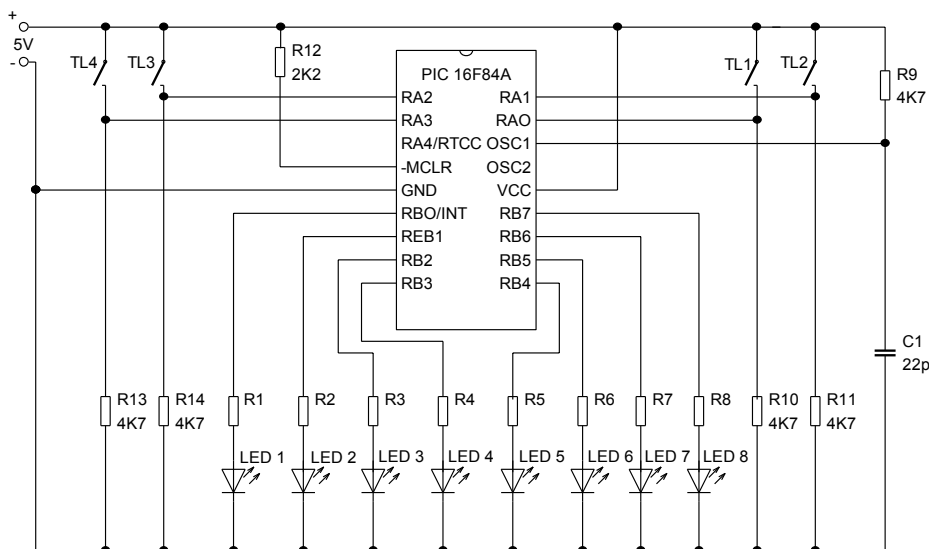 +
5V
-
TL4
TL3
R12
2K2
PIC 16F84A
TL1
TL2
R9
4K7
RA2
RA1
RA3
RAO
RA4/RTCC
OSC1
-MCLR
OSC2
GND
VCC
RBO/INT
RB7
REB1
RB6
RB2
RB5
RB3
RB4
C1
22p
R13
4K7
R14
4K7
R1
R2
R3
R4
R5
R6
R7
R8
R10
4K7
R11
4K7
LED 1
LED 2
LED 3
LED 4
LED 5
LED 6
LED 7
LED 8